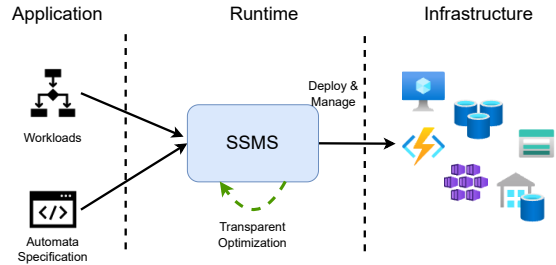 Application
Runtime
Infrastructure
Deploy &
Manage
Workloads
SSMS
</>
Automata
Specification
Transparent
Optimization